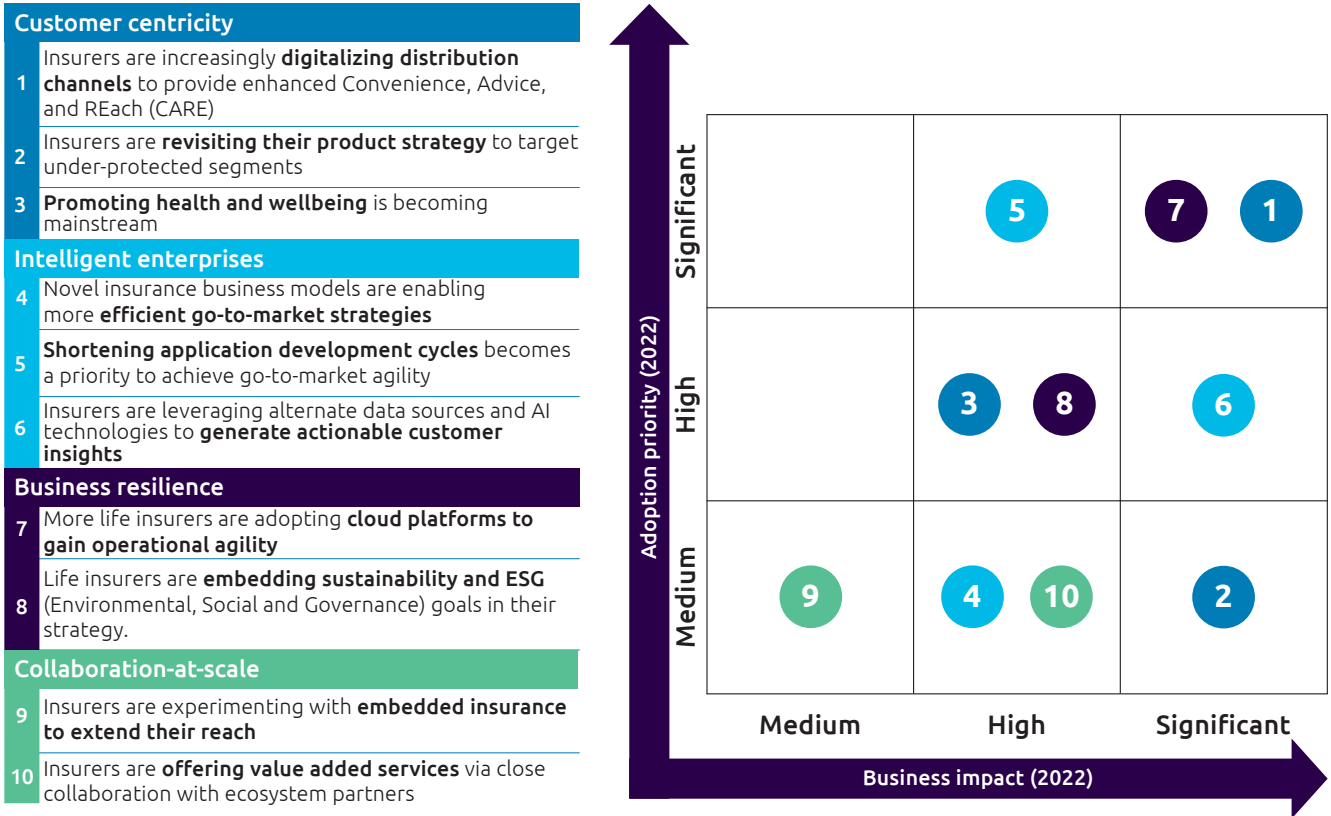 Customer centricity
1
Insurers are increasingly digitalizing distribution
channels to provide enhanced Convenience, Advice,
and REach (CARE)
2
Insurers are revisiting their product strategy to target
under-protected segments
3
Promoting health and wellbeing is becoming
mainstream
Intelligent enterprises
4
Novel insurance business models are enabling
more efficient go-to-market strategies
5
Shortening application development cycles becomes
a priority to achieve go-to-market agility
6
Insurers are leveraging alternate data sources and AI
technologies to generate actionable customer
insights
Business resilience
7
More life insurers are adopting cloud platforms to
gain operational agility
8
Life insurers are embedding sustainability and ESG
(Environmental, Social and Governance) goals in their
strategy.
Collaboration-at-scale
9
Insurers are experimenting with embedded insurance
to extend their reach
10
Insurers are offering value added services via close
collaboration with ecosystem partners
Adoption priority (2022)
Significant
5 7 1
High
3 8 6
Medium
9 4 10 2
Medium High Significant
Business impact (2022)